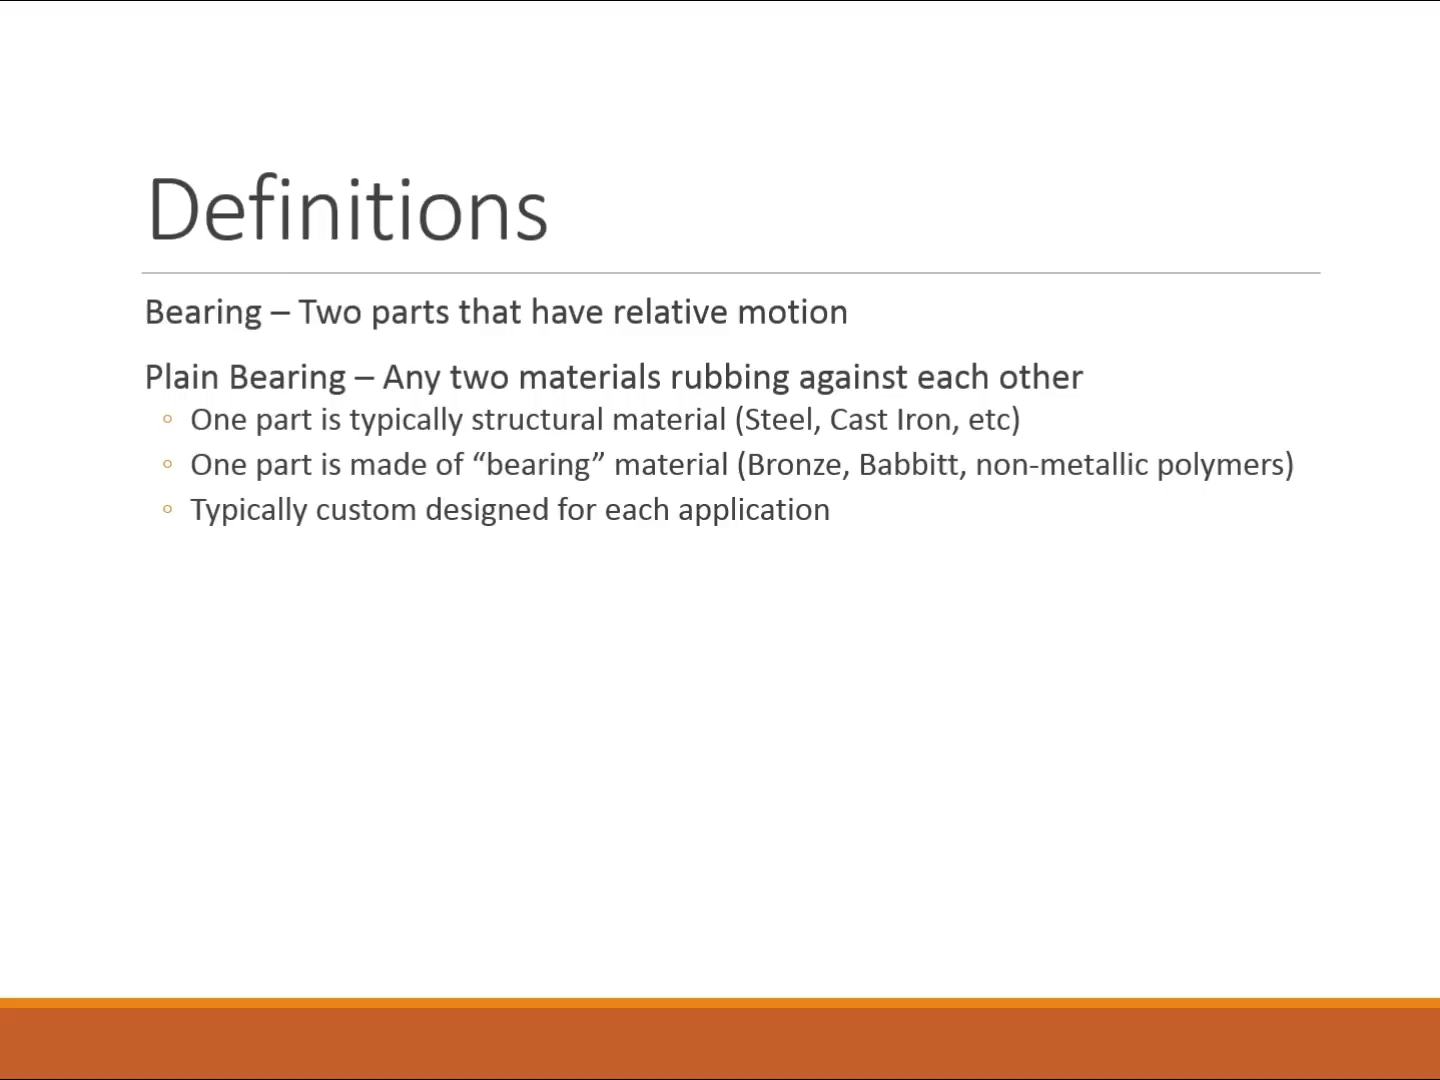 Definitions
Bearing – Two parts that have relative motion
Plain Bearing – Any two materials rubbing against each other
◦ One part is typically structural material (Steel, Cast Iron, etc)
◦ One part is made of “bearing” material (Bronze, Babbitt, non-metallic polymers)
◦ Typically custom designed for each application